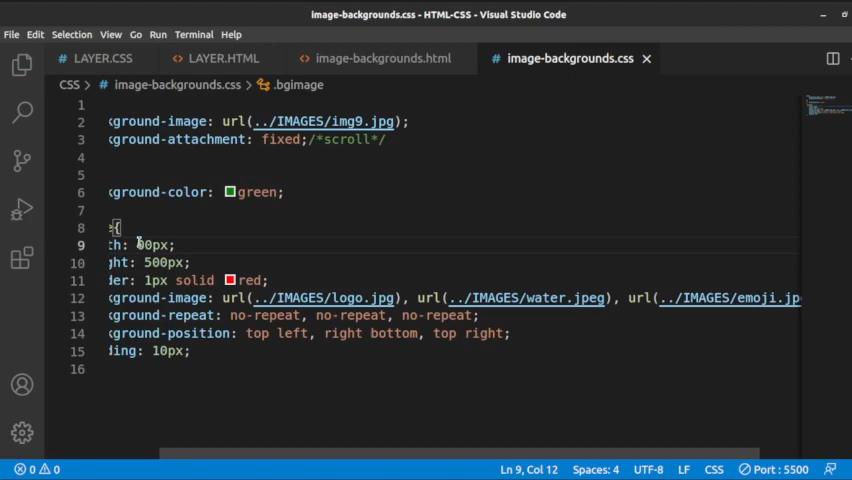 image-backgrounds.css - HTML-CSS - Visual Studio Code
File Edit Selection View Go Run Terminal Help
# LAYER.CSS <> LAYER.HTML <> image-backgrounds.html # image-backgrounds.css
CSS > # image-backgrounds.css > .bgimage
1
2 kground-image: url(../IMAGES/img9.jpg);
3 kground-attachment: fixed;/*scroll*/
4
5
6 kground-color: green;
7
8 {
9 th: 00px;
10 ght: 500px;
11 der: 1px solid red;
12 kground-image: url(../IMAGES/logo.jpg), url(../IMAGES/water.jpeg), url(../IMAGES/emoji.jp
13 kground-repeat: no-repeat, no-repeat, no-repeat;
14 kground-position: top left, right bottom, top right;
15 ding: 10px;
16
0 0 Ln 9, Col 12 Spaces: 4 UTF-8 LF CSS Port : 5500